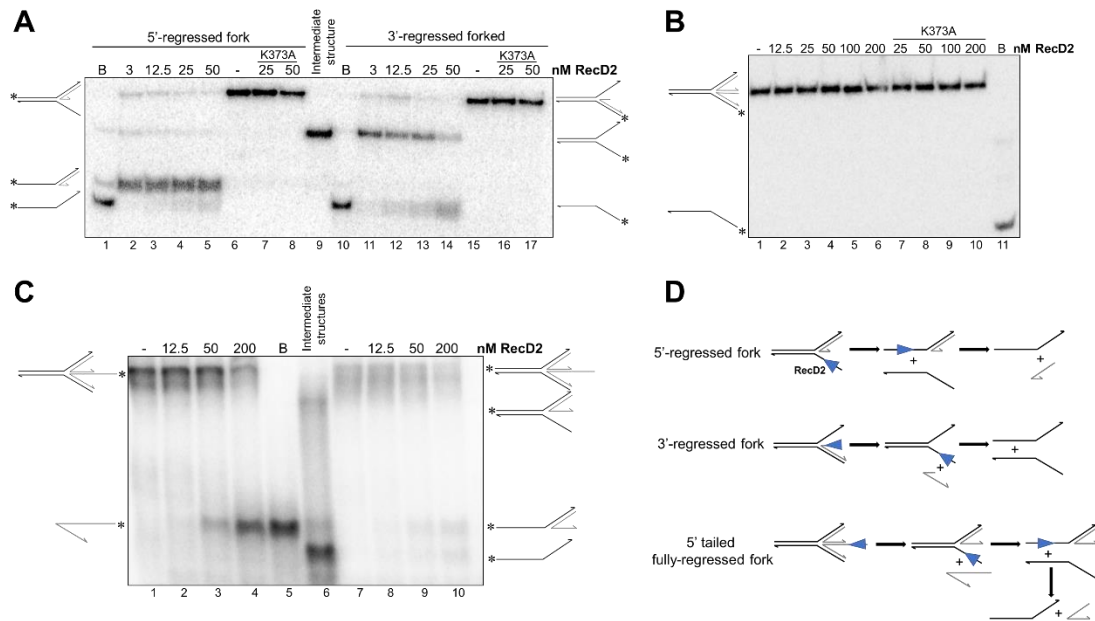 A
5'-regressed fork
Intermediate structure
3'-regressed forked
K373A
K373A
B 3 12.5 25 50 - 25 50 B 3 12.5 25 50 - 25 50 nM RecD2
*
*
*
*
*
*
1 2 3 4 5 6 7 8 9 10 11 12 13 14 15 16 17
B
K373A
- 12.5 25 50 100 200 25 50 100 200 B nM RecD2
*
*
1 2 3 4 5 6 7 8 9 10 11
C
Intermediate structures
- 12.5 50 200 B - 12.5 50 200 nM RecD2
*
*
*
*
*
*
1 2 3 4 5 6 7 8 9 10
D
5'-regressed fork
RecD2
+
+
3'-regressed fork
+
+
5' tailed
fully-regressed fork
+
+
+